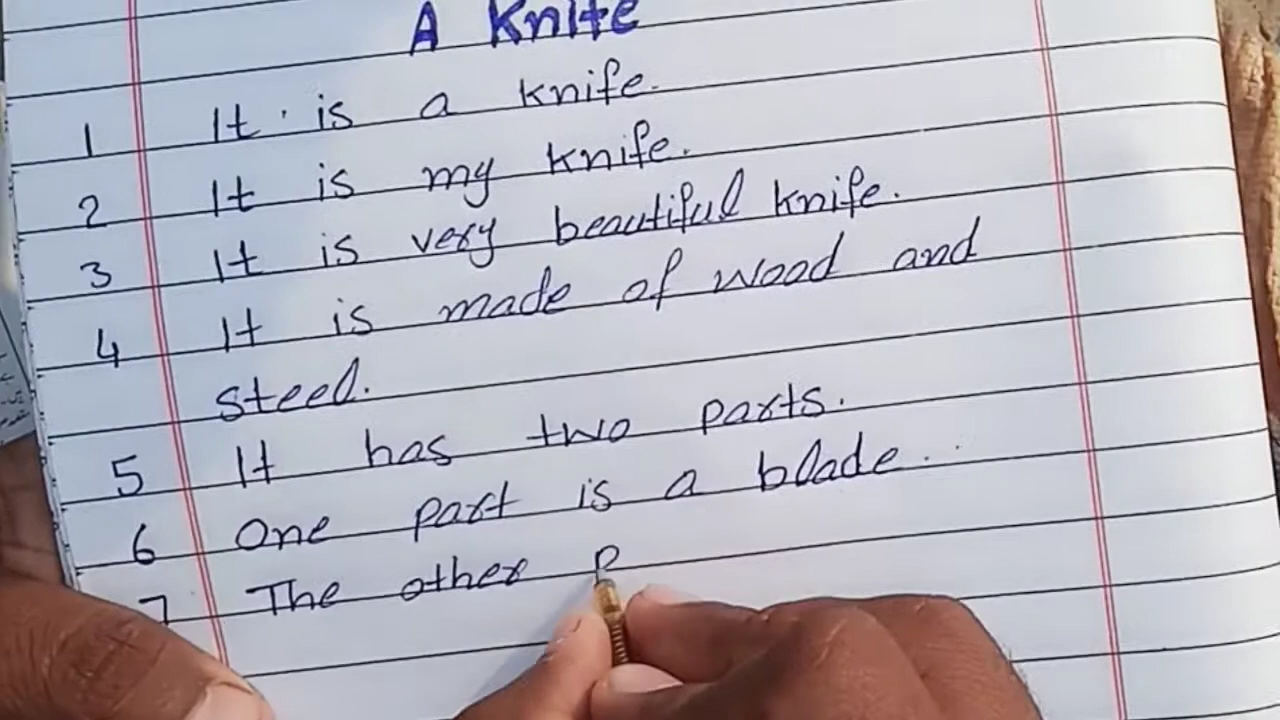 A Knife
1 It is a knife.
2 It is my knife.
3 It is very beautiful knife.
4 It is made of wood and
steel.
5 It has two parts.
6 One part is a blade.
7 The other P